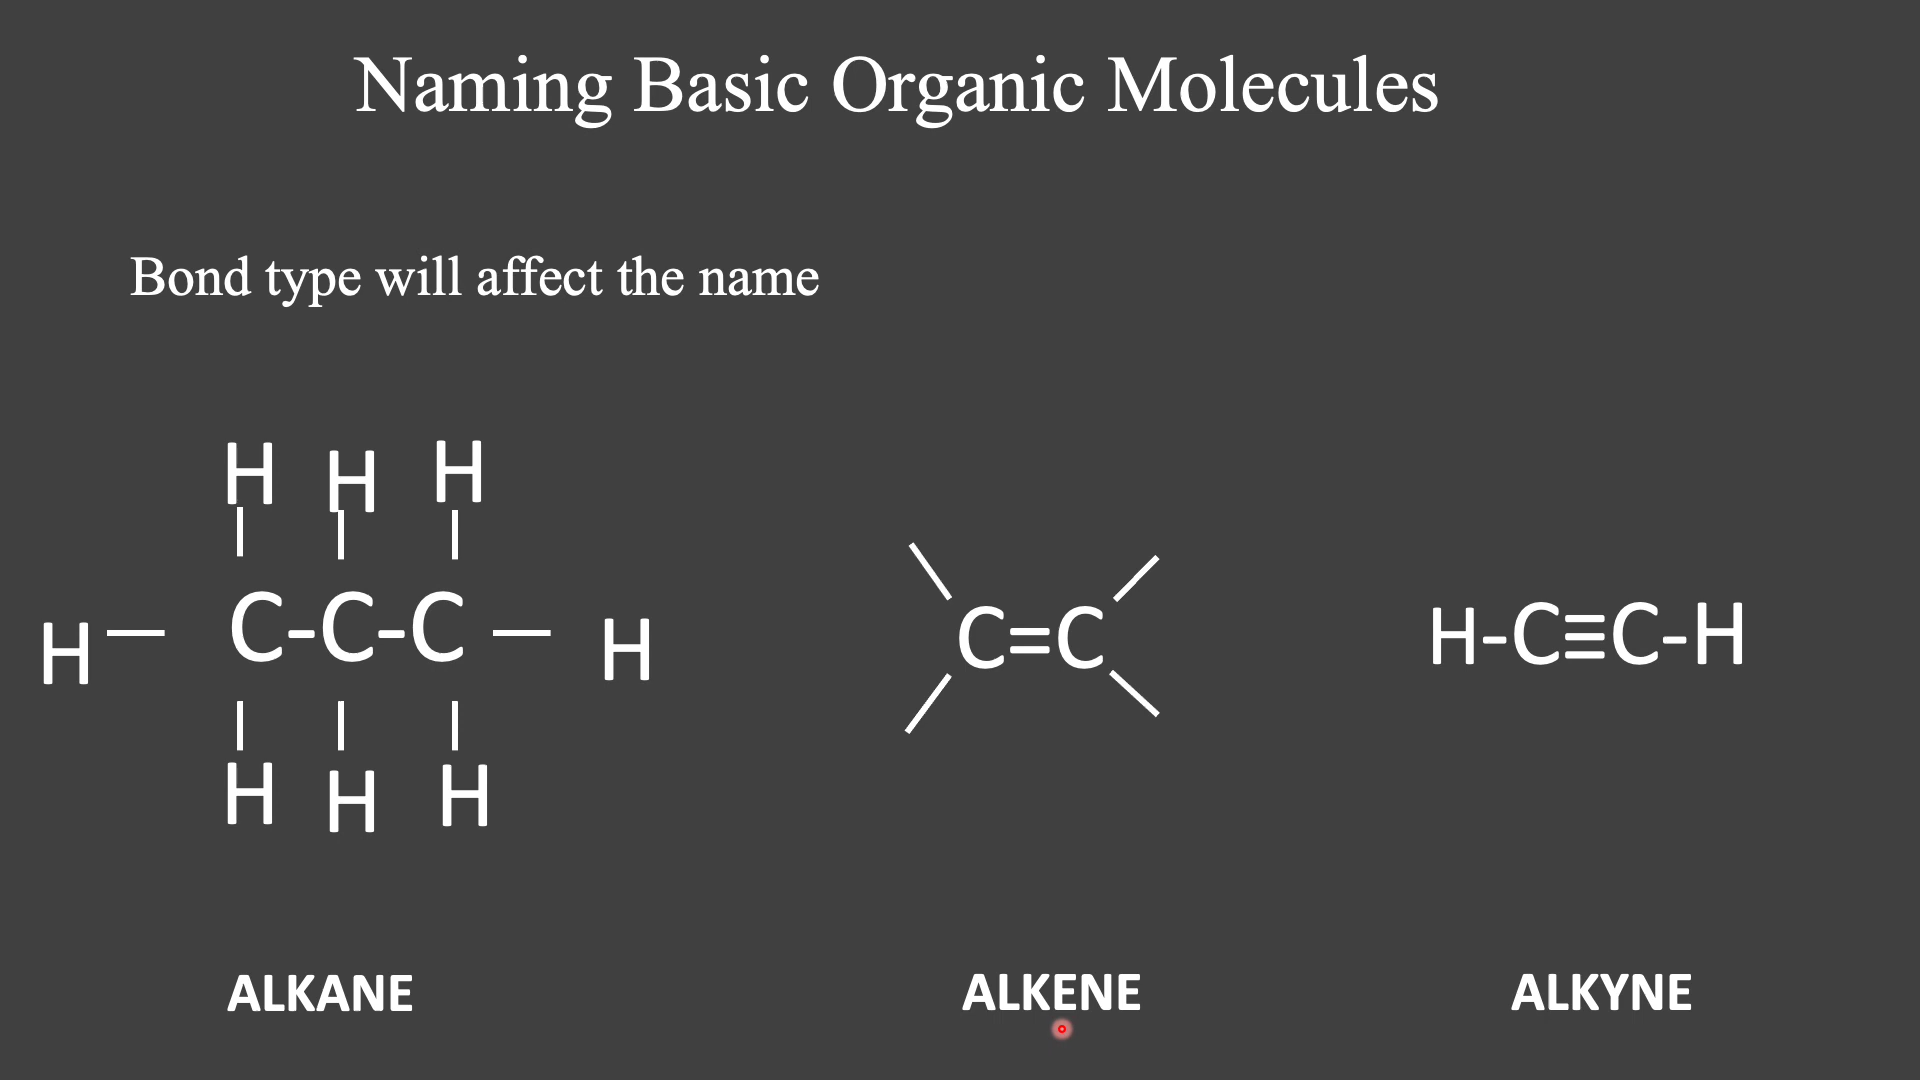 Naming Basic Organic Molecules
Bond type will affect the name
H H H
H C-C-C H
H H H
C=C
H-C≡C-H
ALKANE ALKENE ALKYNE